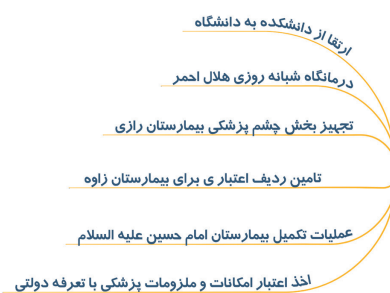 ارتقا از دانشکده به دانشگاه
درمانگاه شبانه روزی هلال احمر
تجهیز بخش چشم پزشکی بیمارستان رازی
تامین ردیف اعتبار ی برای بیمارستان زاوه
عملیات تکمیل بیمارستان امام حسین علیه السلام
اخذ اعتبار امکانات و ملزومات پزشکی با تعرفه دولتی